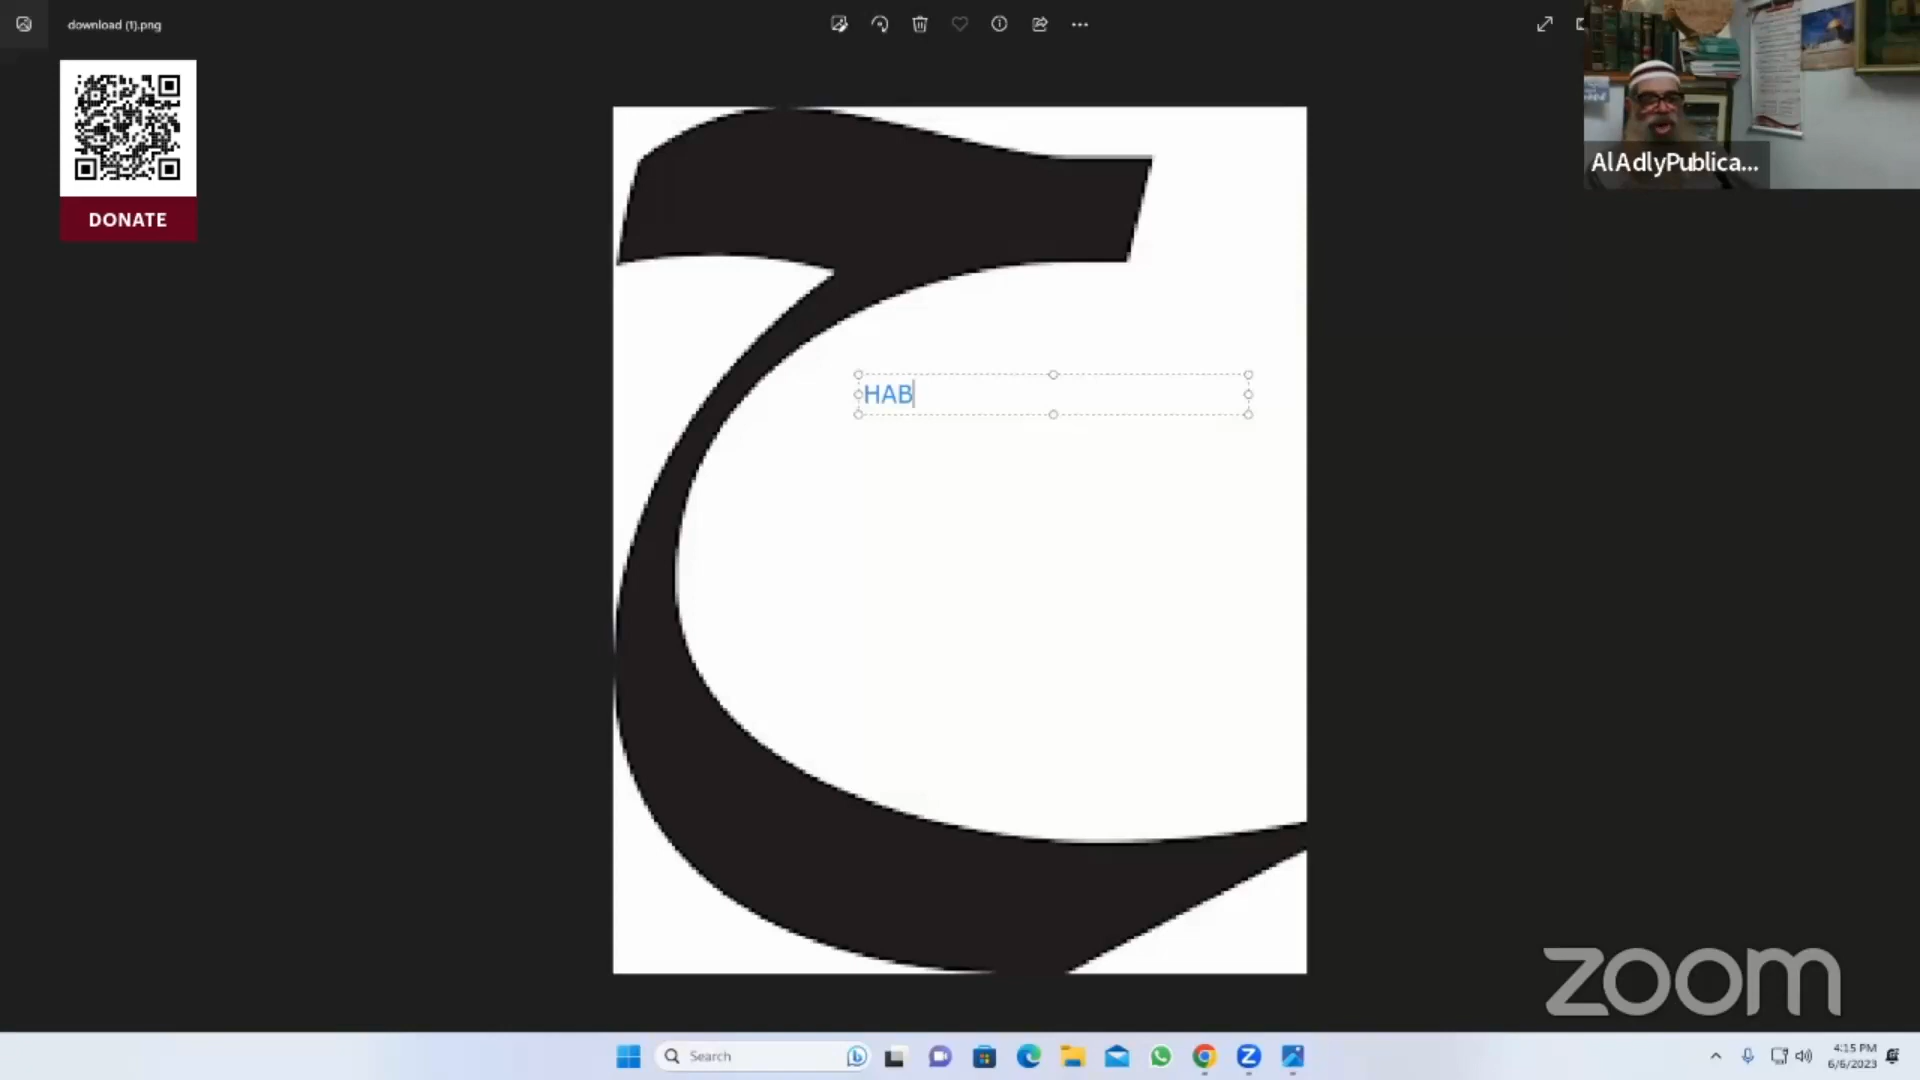 download (1).png
DONATE
AlAdlyPublica...
ح
HAB
zoom
Search
4:15 PM
6/6/2023